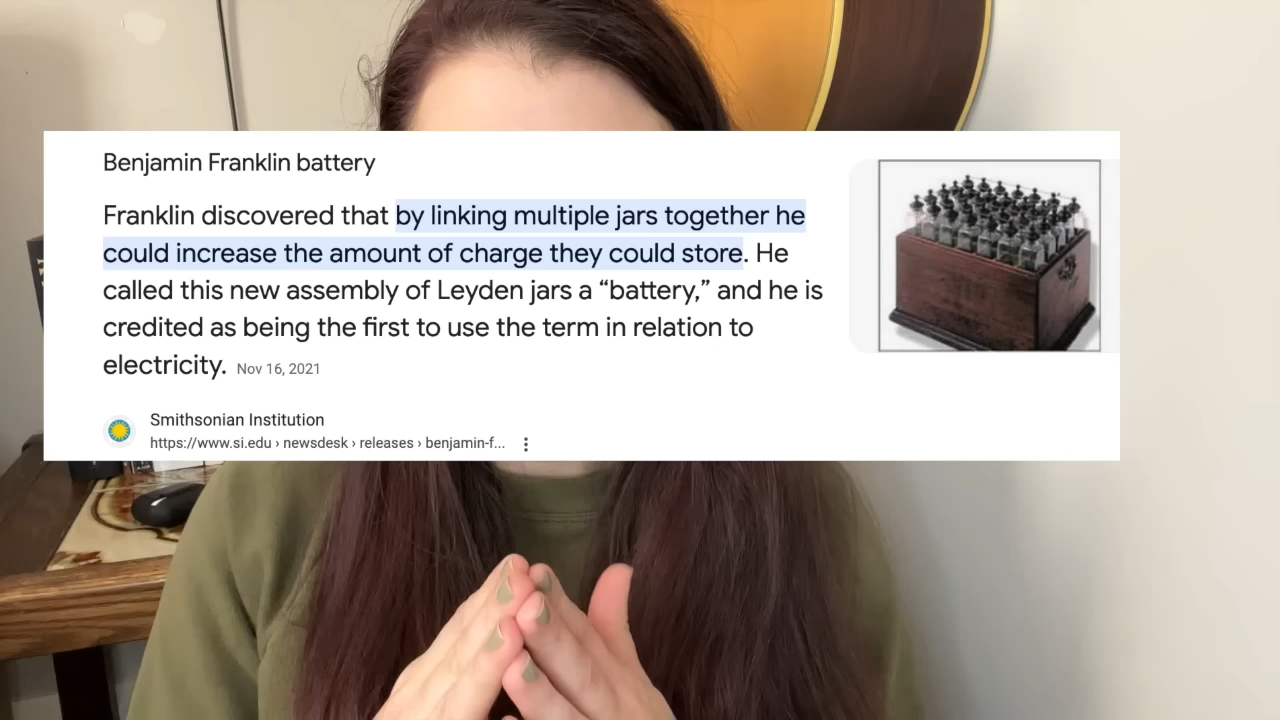 Benjamin Franklin battery
Franklin discovered that by linking multiple jars together he
could increase the amount of charge they could store. He
called this new assembly of Leyden jars a “battery,” and he is
credited as being the first to use the term in relation to
electricity. Nov 16, 2021
Smithsonian Institution
https://www.si.edu › newsdesk › releases › benjamin-f...